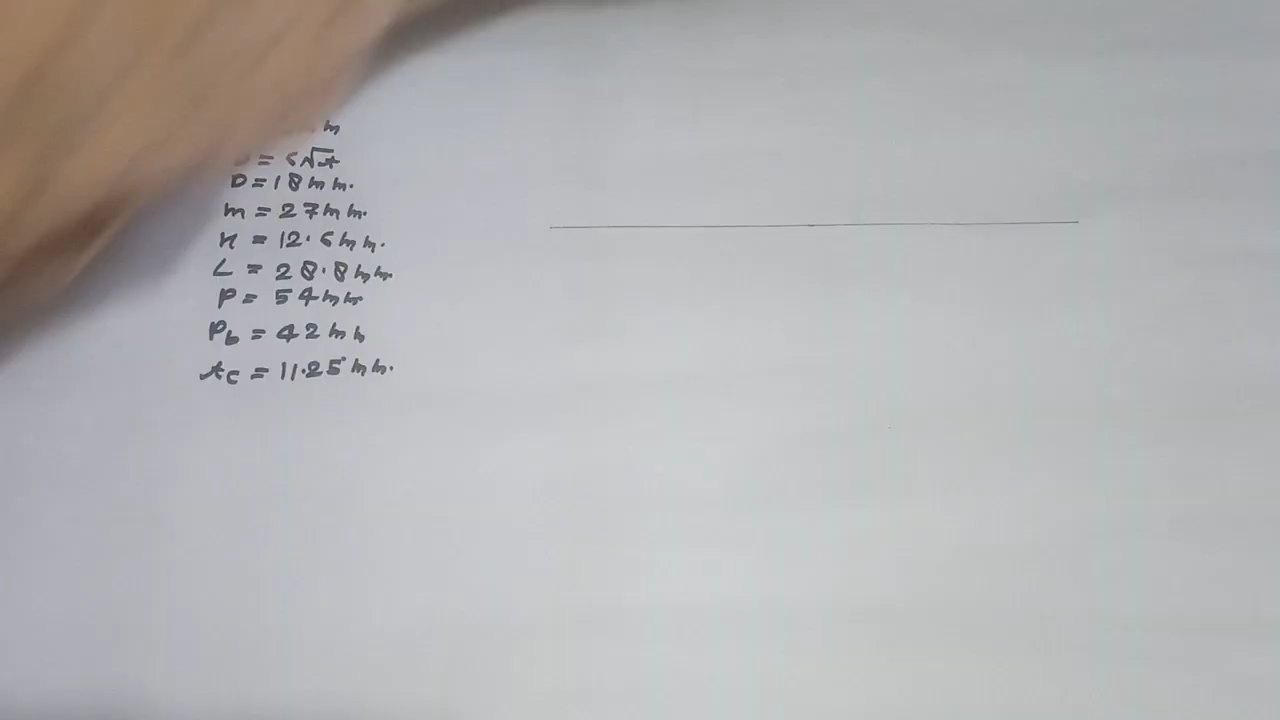 m
D = 6√t
D = 18 mm.
m = 27 mm.
H = 12.6 mm.
L = 28.8 mm
P = 54 mm
Pb = 42 mm
tc = 11.25 mm.